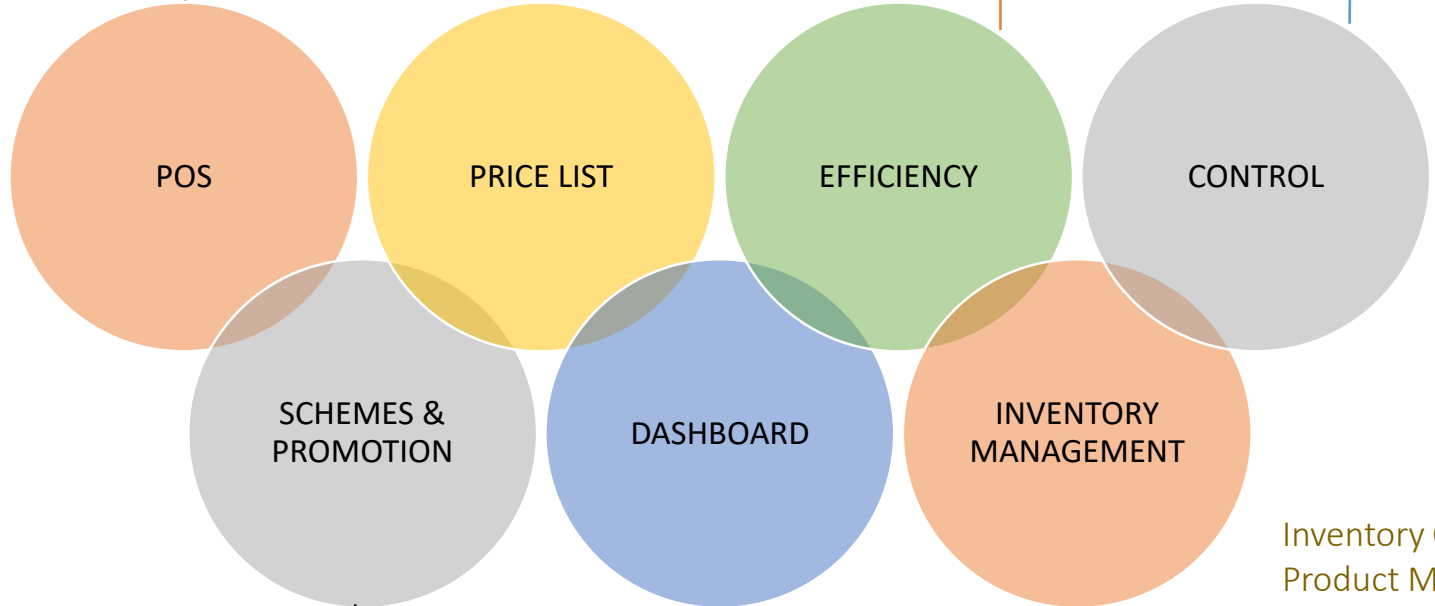 POS
PRICE LIST
EFFICIENCY
CONTROL
SCHEMES &
PROMOTION
DASHBOARD
INVENTORY
MANAGEMENT
Inventory
Product